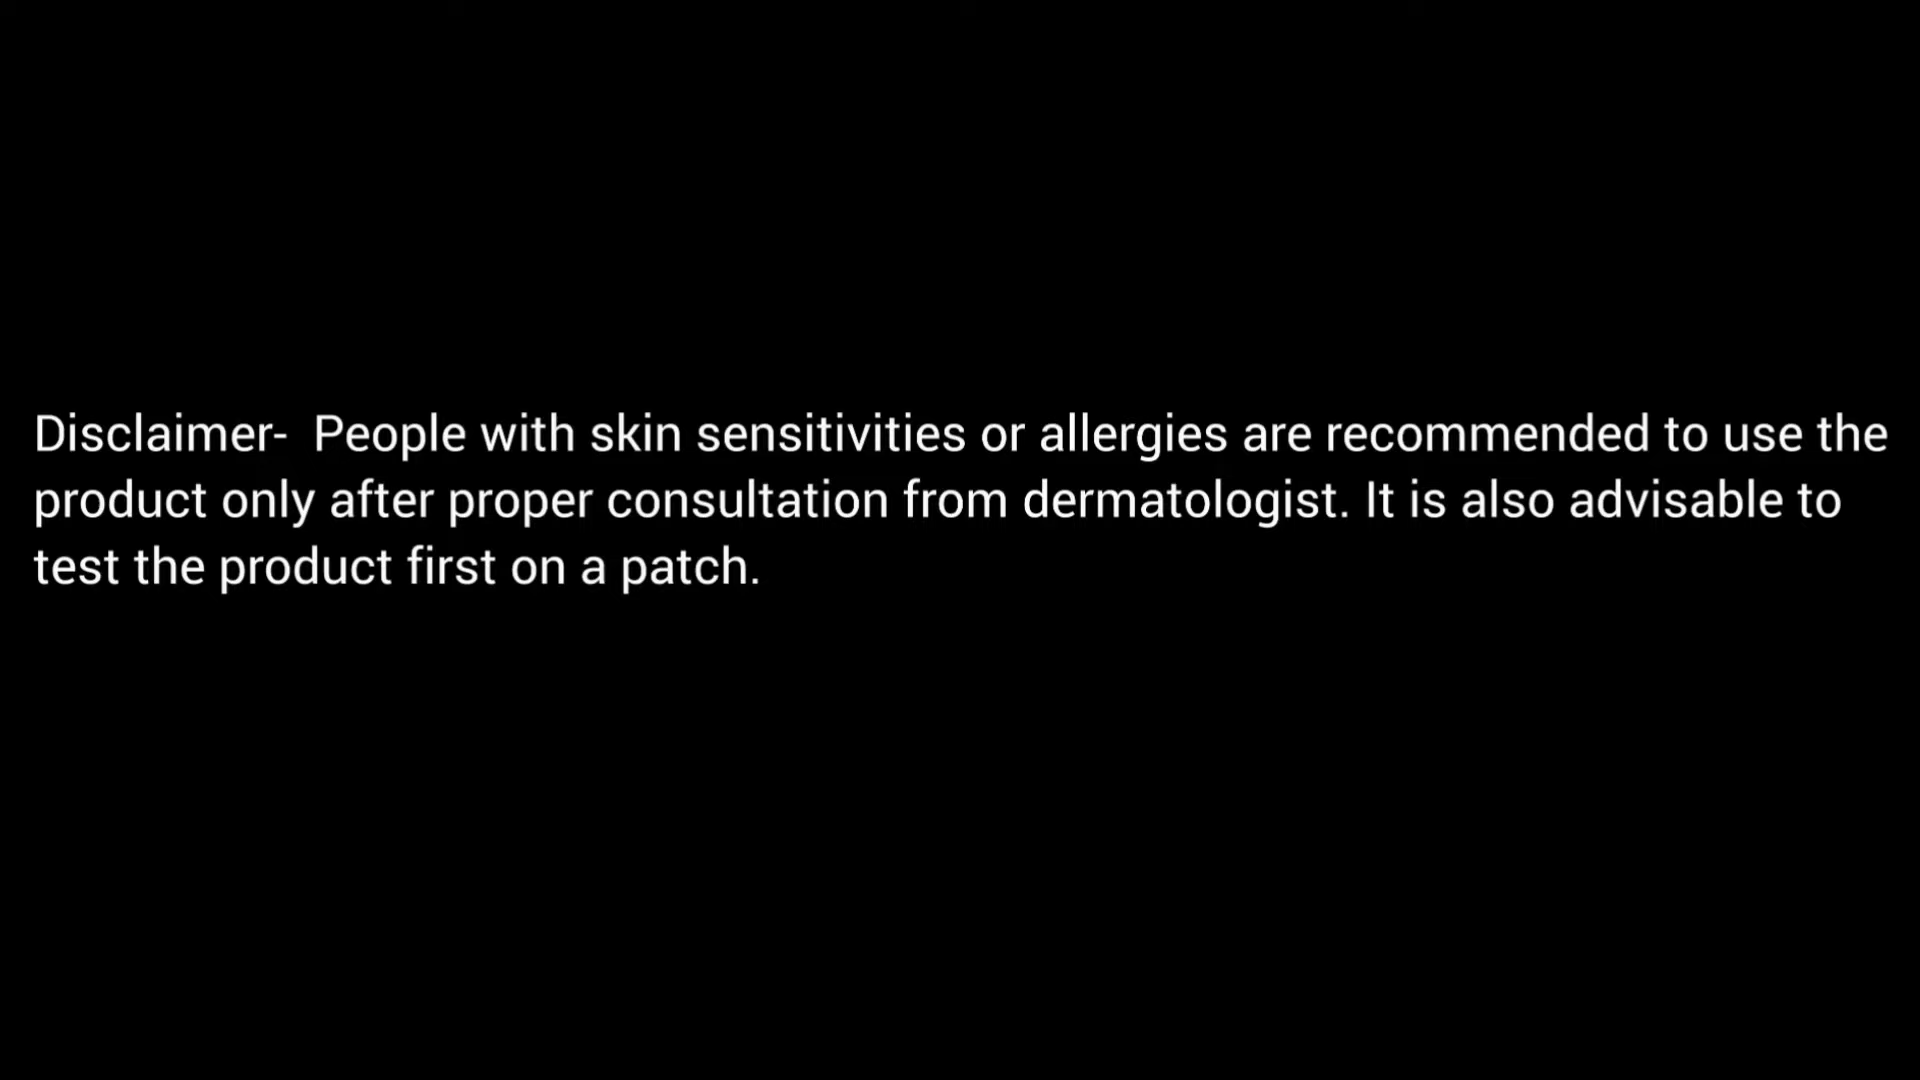 Disclaimer-  People with skin sensitivities or allergies are recommended to use the
product only after proper consultation from dermatologist. It is also advisable to
test the product first on a patch.